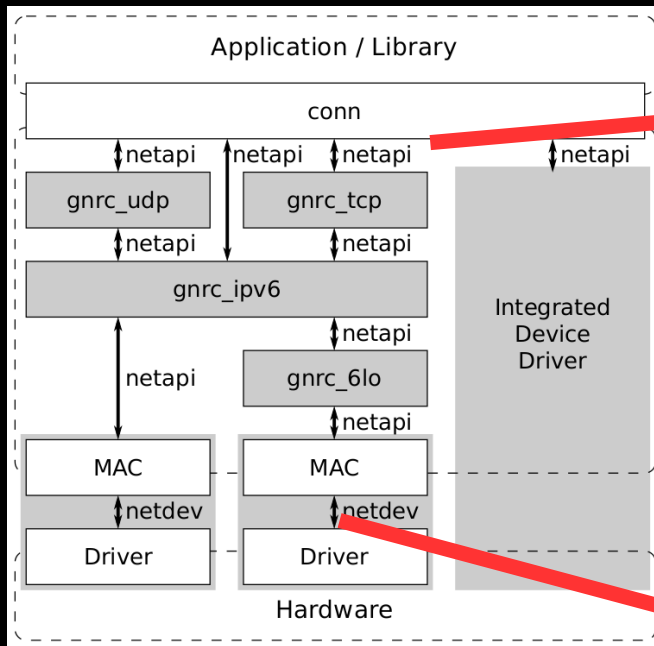 Application / Library
conn
netapi netapi netapi netapi
gnrc_udp gnrc_tcp
netapi netapi
gnrc_ipv6
Integrated
Device
Driver
netapi
netapi
gnrc_6lo
netapi
MAC MAC
netdev netdev
Driver Driver
Hardware